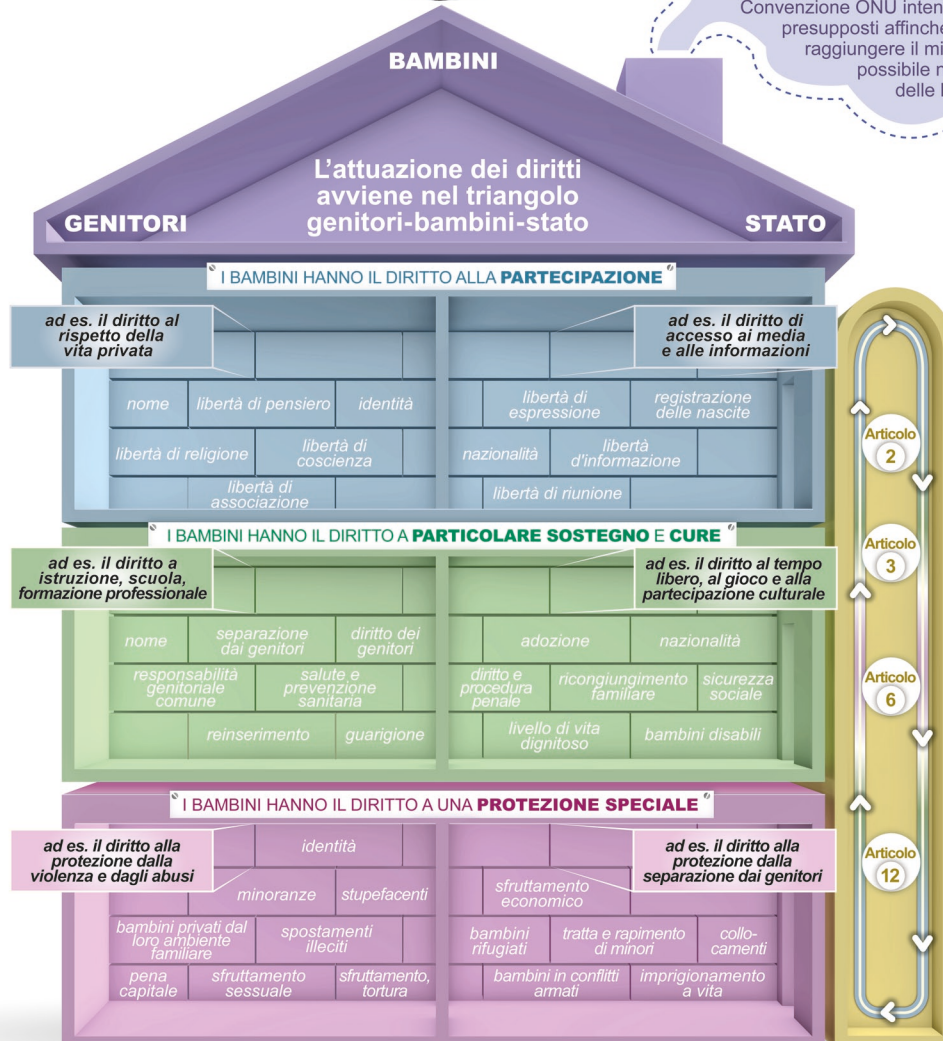 Convenzione ONU inten
presupposti affinche
raggiungere il mi
possibile n
delle
BAMBINI
L'attuazione dei diritti
avviene nel triangolo
genitori-bambini-stato
GENITORI
STATO
I BAMBINI HANNO IL DIRITTO ALLA PARTECIPAZIONE
ad es. il diritto al
rispetto della
vita privata
ad es. il diritto di
accesso ai media
e alle informazioni
nome
libertà di pensiero
identità
libertà di
espressione
registrazione
delle nascite
libertà di religione
libertà di
coscienza
nazionalità
libertà
d'informazione
libertà di
associazione
libertà di riunione
I BAMBINI HANNO IL DIRITTO A PARTICOLARE SOSTEGNO E CURE
ad es. il diritto a
istruzione, scuola,
formazione professionale
ad es. il diritto al tempo
libero, al gioco e alla
partecipazione culturale
nome
separazione
dai genitori
diritto dei
genitori
adozione
nazionalità
responsabilità
genitoriale
comune
salute e
prevenzione
sanitaria
diritto e
procedura
penale
ricongiungimento
familiare
sicurezza
sociale
reinserimento
guarigione
livello di vita
dignitoso
bambini disabili
I BAMBINI HANNO IL DIRITTO A UNA PROTEZIONE SPECIALE
ad es. il diritto alla
protezione dalla
violenza e dagli abusi
identità
ad es. il diritto alla
protezione dalla
separazione dai genitori
minoranze
stupefacenti
sfruttamento
economico
bambini privati dal
loro ambiente
familiare
spostamenti
illeciti
bambini
rifugiati
tratta e rapimento
di minori
collo-
camenti
pena
capitale
sfruttamento
sessuale
sfruttamento,
tortura
bambini in conflitti
armati
imprigionamento
a vita
Articolo
2
Articolo
3
Articolo
6
Articolo
12